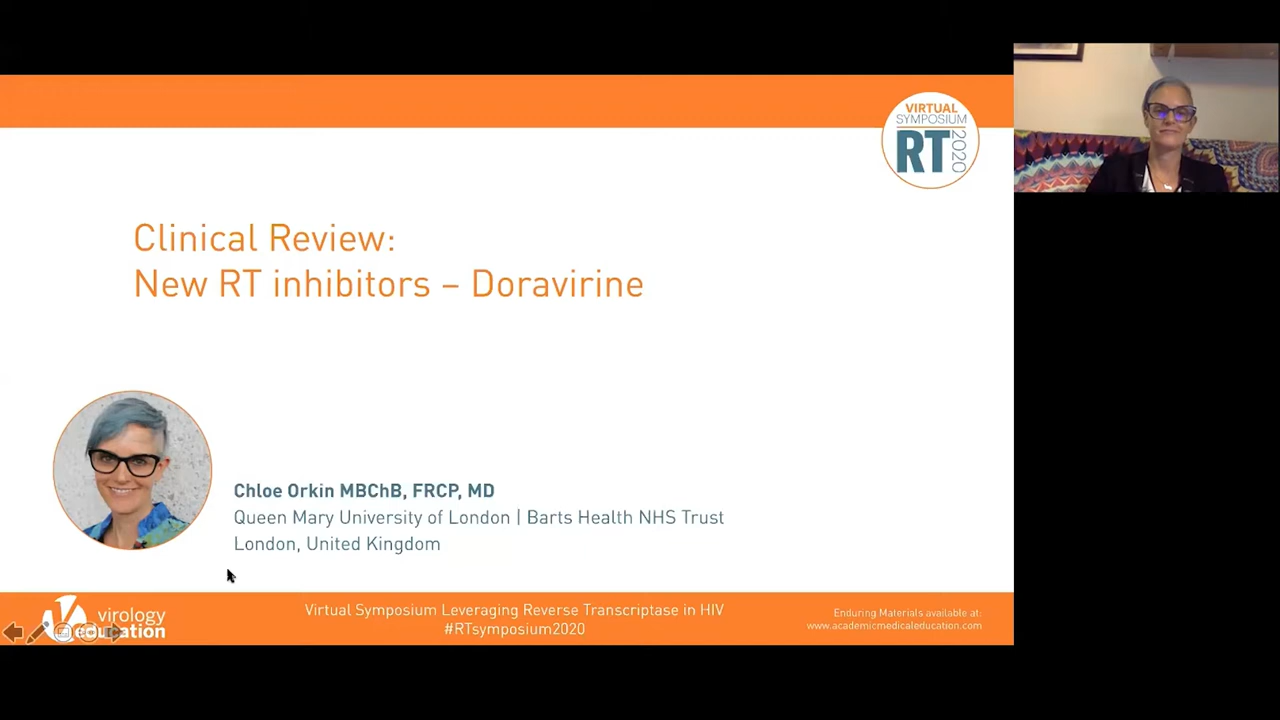 VIRTUAL
SYMPOSIUM
RT
2020
Clinical Review:
New RT inhibitors – Doravirine
Chloe Orkin MBChB, FRCP, MD
Queen Mary University of London | Barts Health NHS Trust
London, United Kingdom
virology
education
Virtual Symposium Leveraging Reverse Transcriptase in HIV
#RTsymposium2020
Enduring Materials available at:
www.academicmedicaleducation.com